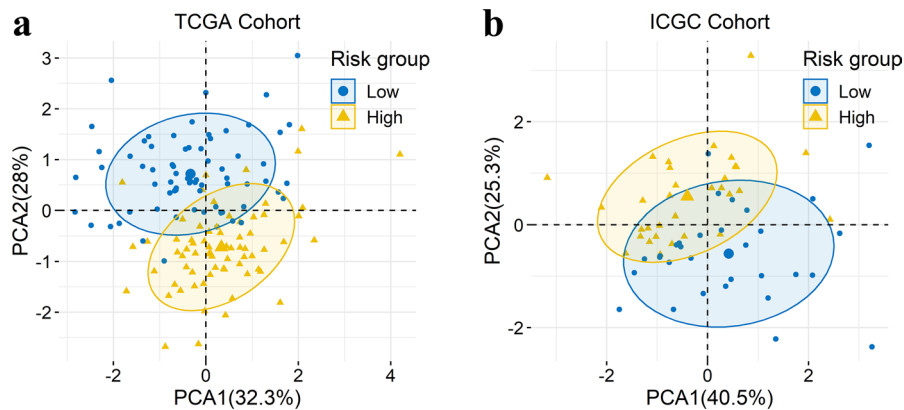 a
TCGA Cohort
Risk group
Low
High
PCA2(28%)
3
2
1
0
-1
-2
-2
0
2
4
PCA1(32.3%)
b
ICGC Cohort
Risk group
Low
High
PCA2(25.3%)
2
0
-2
-2
0
2
PCA1(40.5%)